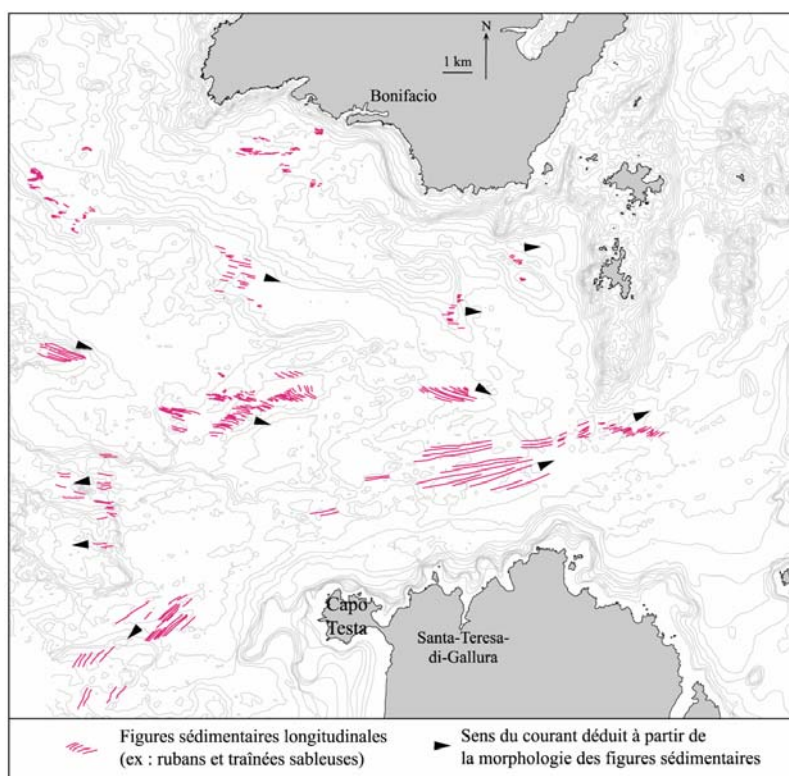 N
1 km
Bonifacio
Capo
Testa
Santa-Teresa-
di-Gallura
Figures sédimentaires longitudinales
(ex : rubans et traînées sableuses)
Sens du courant déduit à partir de
la morphologie des figures sédimentaires